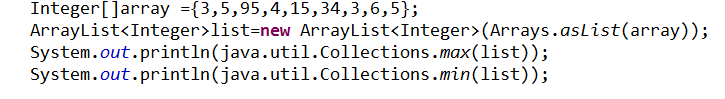 Integer[]array ={3,5,95,4,15,34,3,6,5};
ArrayList<Integer>list=new ArrayList<Integer>(Arrays.asList(array));
System.out.println(java.util.Collections.max(list));
System.out.println(java.util.Collections.min(list));